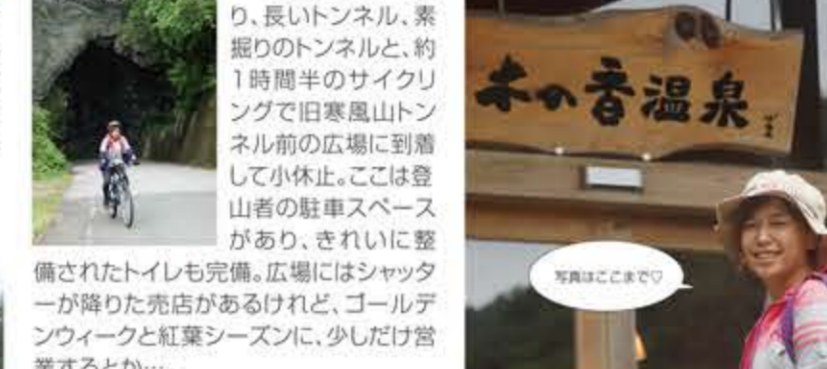 り、長いトンネル、素
掘りのトンネルと、約
1時間半のサイクリ
ングで旧寒風山トン
ネル前の広場に到着
して小休止。ここは登
山者の駐車スペース
があり、きれいに整
備されたトイレも完備。広場にはシャッタ
ーが降りた売店があるけれど、ゴールデ
ンウィークと紅葉シーズンに、少しだけ営
業するとか…
木の香温泉
写真はここまで♡